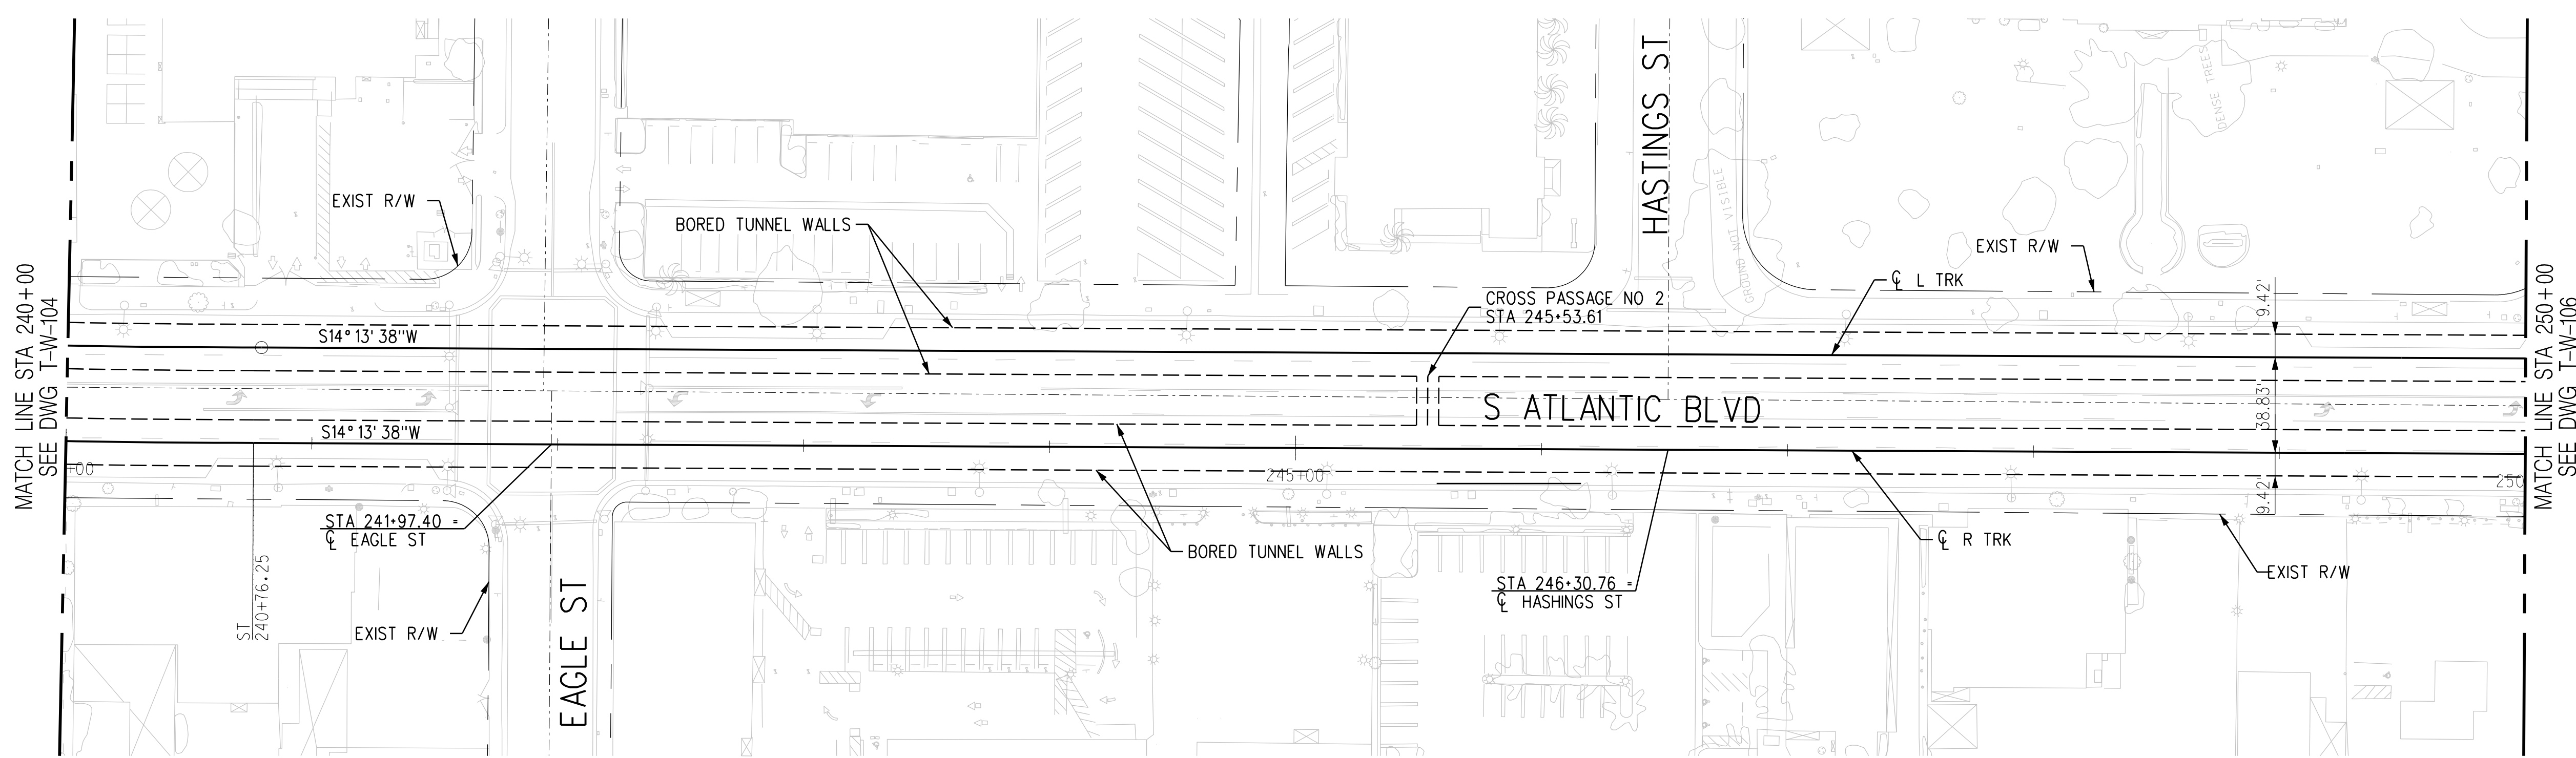 MATCH LINE STA 240+00
SEE DWG T-W-104
EXIST R/W
BORED TUNNEL WALLS
HASTINGS ST
GROUND NOT VISIBLE
DENSE TREES
EXIST R/W
℄ L TRK
CROSS PASSAGE NO 2
STA 245+53.61
9.42'
S14°13'38"W
38.83'
S ATLANTIC BLVD
S14°13'38"W
+00
245+00
9.42'
250
STA 241+97.40 =
℄ EAGLE ST
ST
240+76.25
EXIST R/W
EAGLE ST
BORED TUNNEL WALLS
STA 246+30.76 =
℄ HASHINGS ST
℄ R TRK
EXIST R/W
MATCH LINE STA 250+00
SEE DWG T-W-106